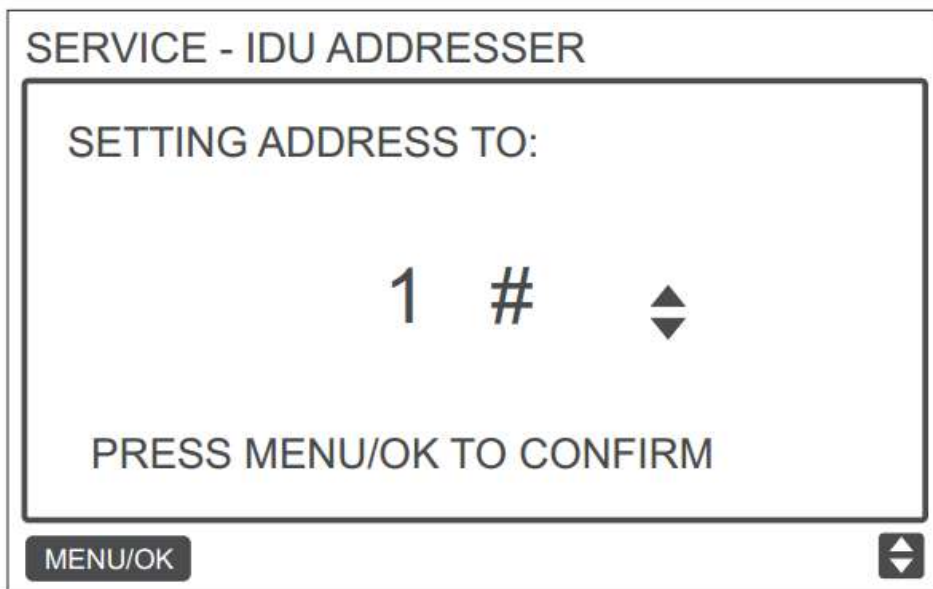 SERVICE - IDU ADDRESSER
SETTING ADDRESS TO:
1 #
PRESS MENU/OK TO CONFIRM
MENU/OK